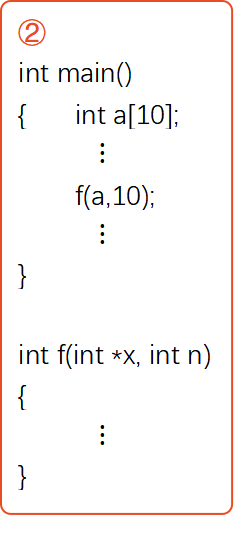 ②
int main()
{ int a[10];
⋮
f(a,10);
⋮
}
int f(int *x, int n)
{
⋮
}